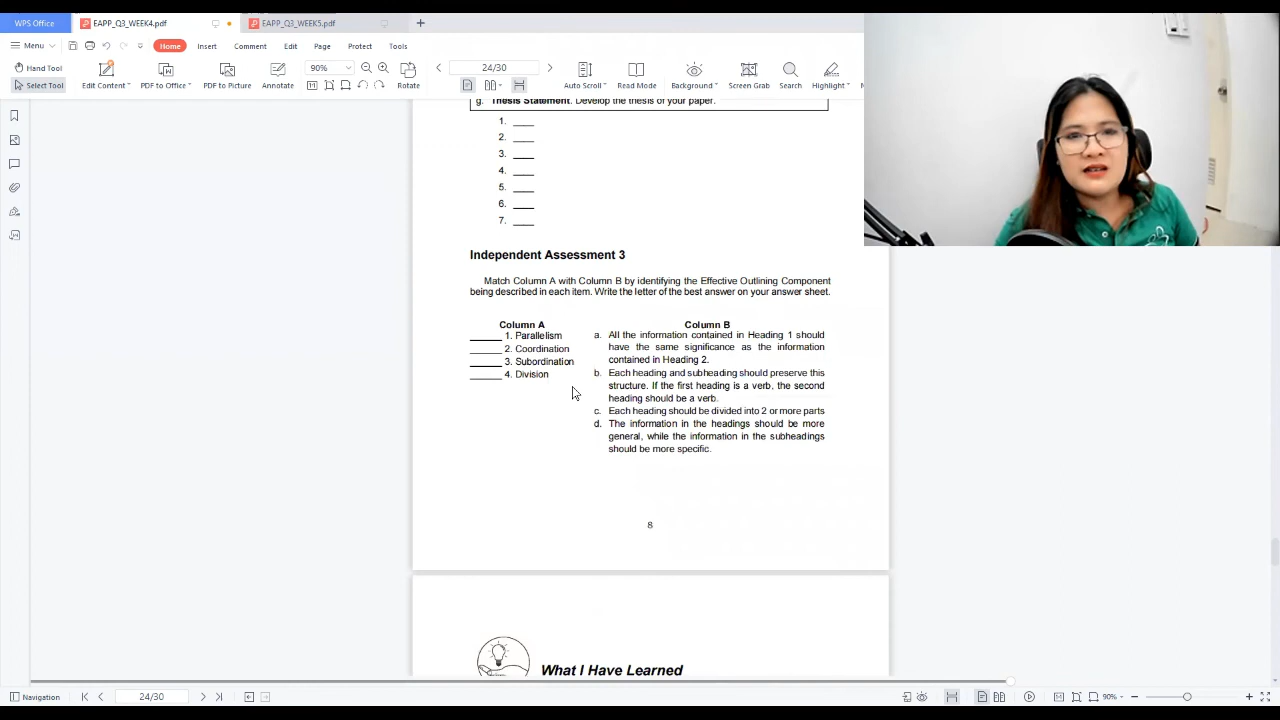 WPS Office
EAPP_Q3_WEEK4.pdf
EAPP_Q3_WEEK5.pdf
Menu
Home
Insert
Comment
Edit
Page
Protect
Tools
Hand Tool
Select Tool
Edit Content
PDF to Office
PDF to Picture
Annotate
90%
Rotate
24/30
Auto Scroll
Read Mode
Background
Screen Grab
Search
Highlight
g. Thesis Statement. Develop the thesis of your paper.
1. ____
2. ____
3. ____
4. ____
5. ____
6. ____
7. ____
Independent Assessment 3
Match Column A with Column B by identifying the Effective Outlining Component
being described in each item. Write the letter of the best answer on your answer sheet.
Column A
______ 1. Parallelism
______ 2. Coordination
______ 3. Subordination
______ 4. Division
Column B
a. All the information contained in Heading 1 should
have the same significance as the information
contained in Heading 2.
b. Each heading and subheading should preserve this
structure. If the first heading is a verb, the second
heading should be a verb.
c. Each heading should be divided into 2 or more parts
d. The information in the headings should be more
general, while the information in the subheadings
should be more specific.
8
What I Have Learned
Navigation
24/30
90%